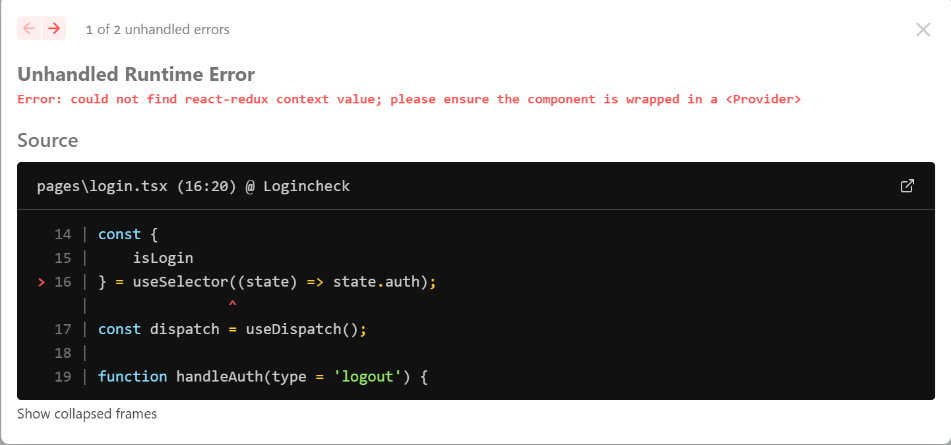 1 of 2 unhandled errors
Unhandled Runtime Error
Error: could not find react-redux context value; please ensure the component is wrapped in a <Provider>
Source
pages\login.tsx (16:20) @ Logincheck
14 | const {
15 |     isLogin
> 16 | } = useSelector((state) => state.auth);
| ^
17 | const dispatch = useDispatch();
18 |
19 | function handleAuth(type = 'logout') {
Show collapsed frames